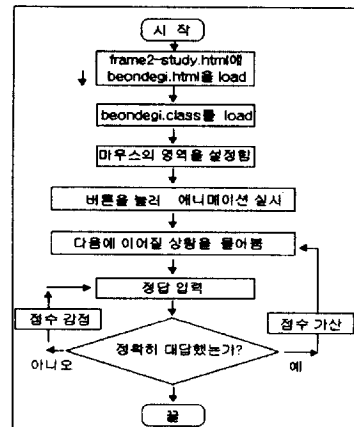 시 작
frame2-study.html에
beondegi.html을 load
beondegi.class를 load
마우스의 영역을 설정함
버튼을 눌러 애니메이션 실시
다음에 이어질 상황을 물어봄
정답 입력
점수 감점
점수 가산
정확히 대답했는가?
아니오
예
끝